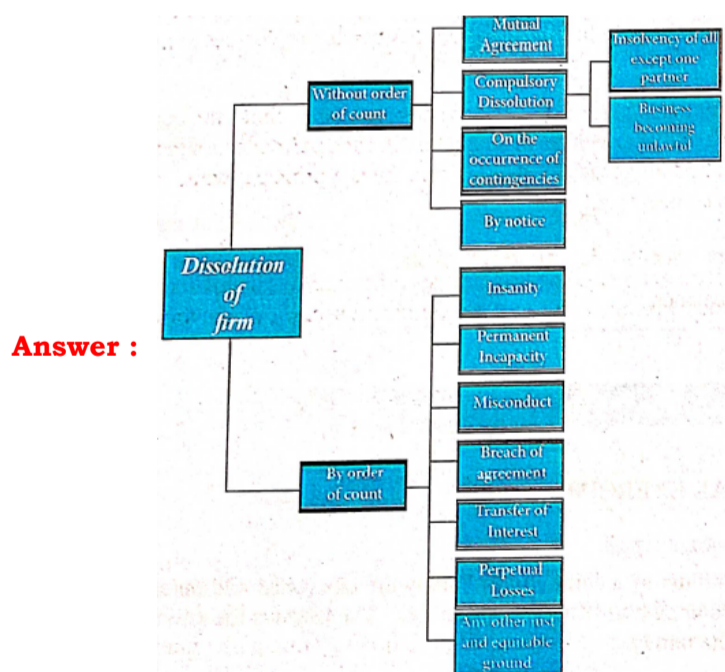 Answer :
Dissolution
of
firm
Without order
of count
Mutual
Agreement
Compulsory
Dissolution
Insolvency of all
except one
partner
Business
becoming
unlawful
On the
occurrence of
contingencies
By notice
By order
of count
Insanity
Permanent
Incapacity
Misconduct
Breach of
agreement
Transfer of
Interest
Perpetual
Losses
Any other just
and equitable
ground